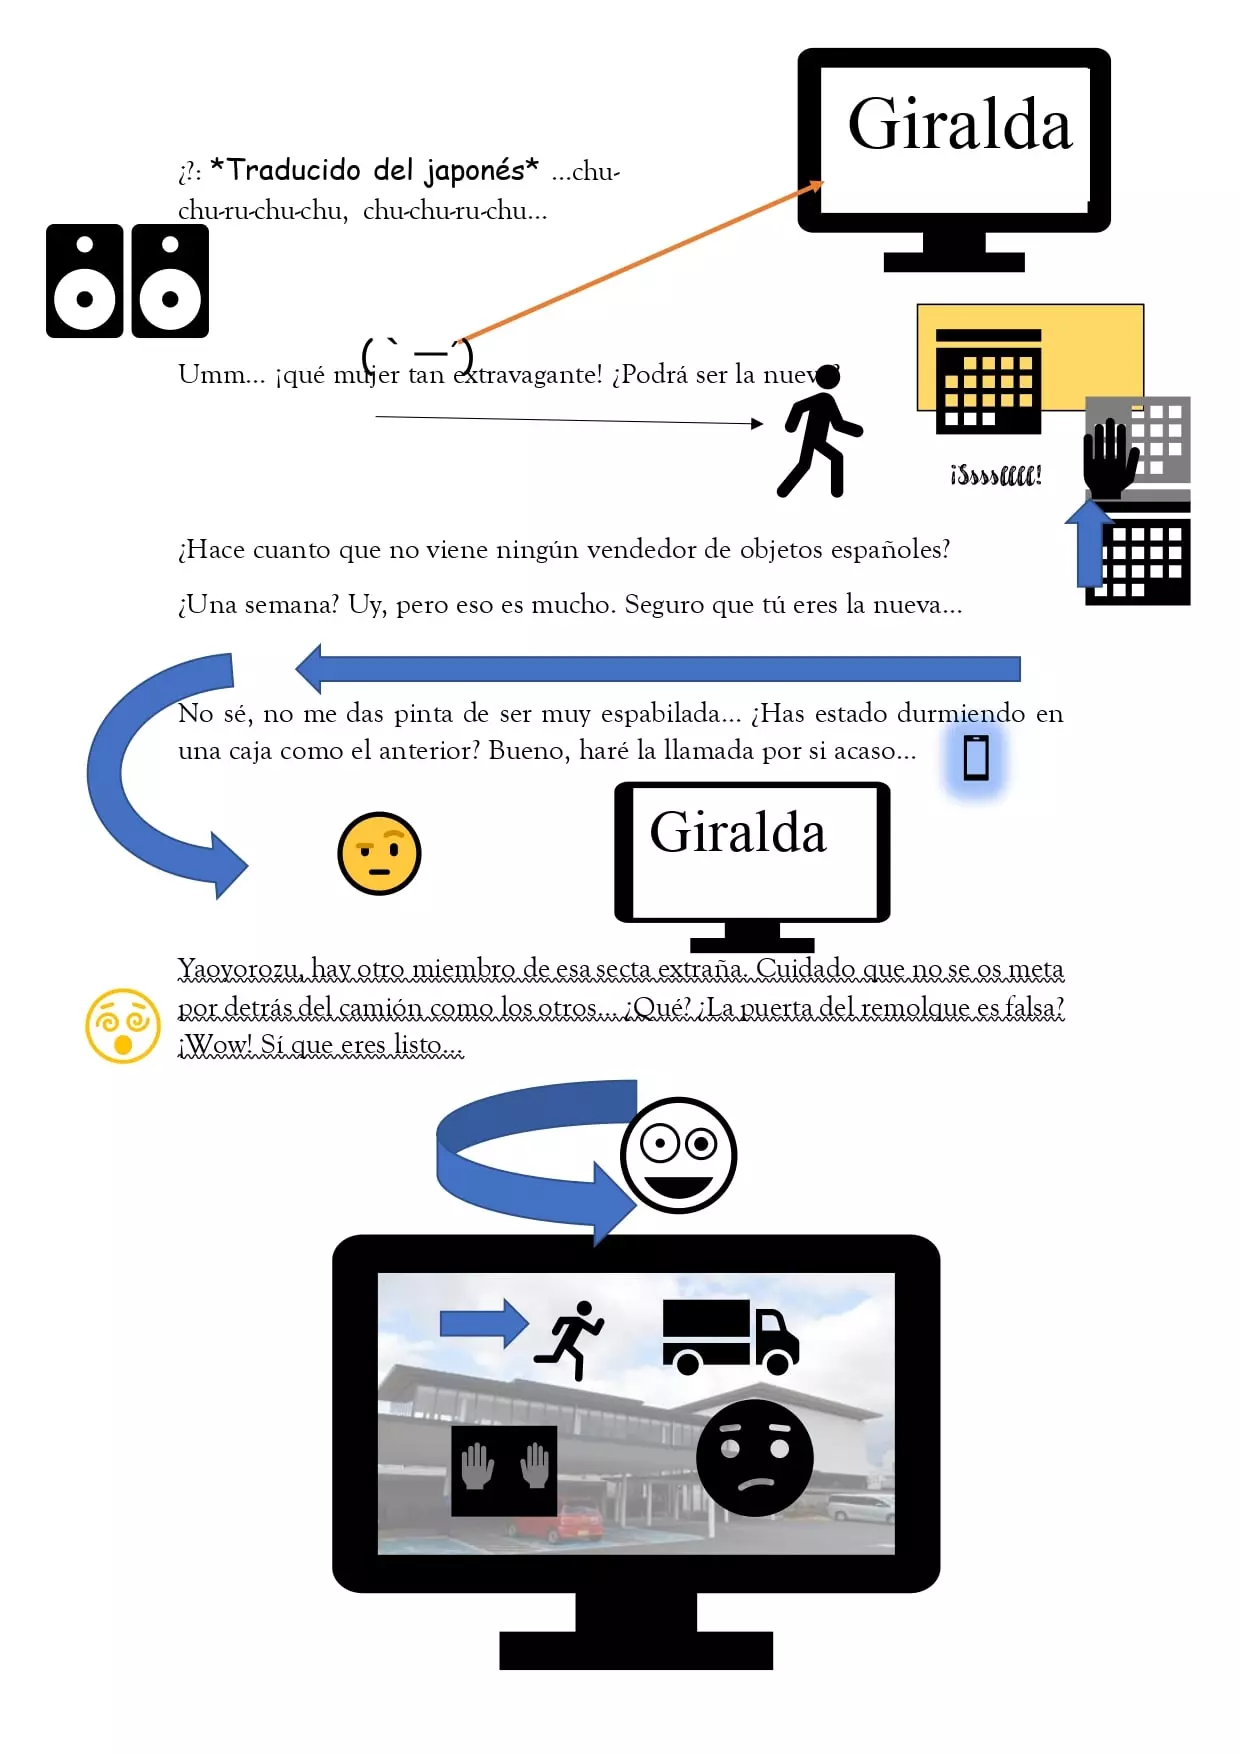 Giralda
¿?: *Traducido del japonés* ...chu-
chu-ru-chu-chu, chu-chu-ru-chu...
(`—´)
Umm... ¡qué mujer tan extravagante! ¿Podrá ser la nueva?
¡Ssssllll!
¿Hace cuanto que no viene ningún vendedor de objetos españoles?
¿Una semana? Uy, pero eso es mucho. Seguro que tú eres la nueva...
No sé, no me das pinta de ser muy espabilada... ¿Has estado durmiendo en
una caja como el anterior? Bueno, haré la llamada por si acaso...
Giralda
Yaoyorozu, hay otro miembro de esa secta extraña. Cuidado que no se os meta
por detrás del camión como los otros... ¿Qué? ¿La puerta del remolque es falsa?
¡Wow! Sí que eres listo...